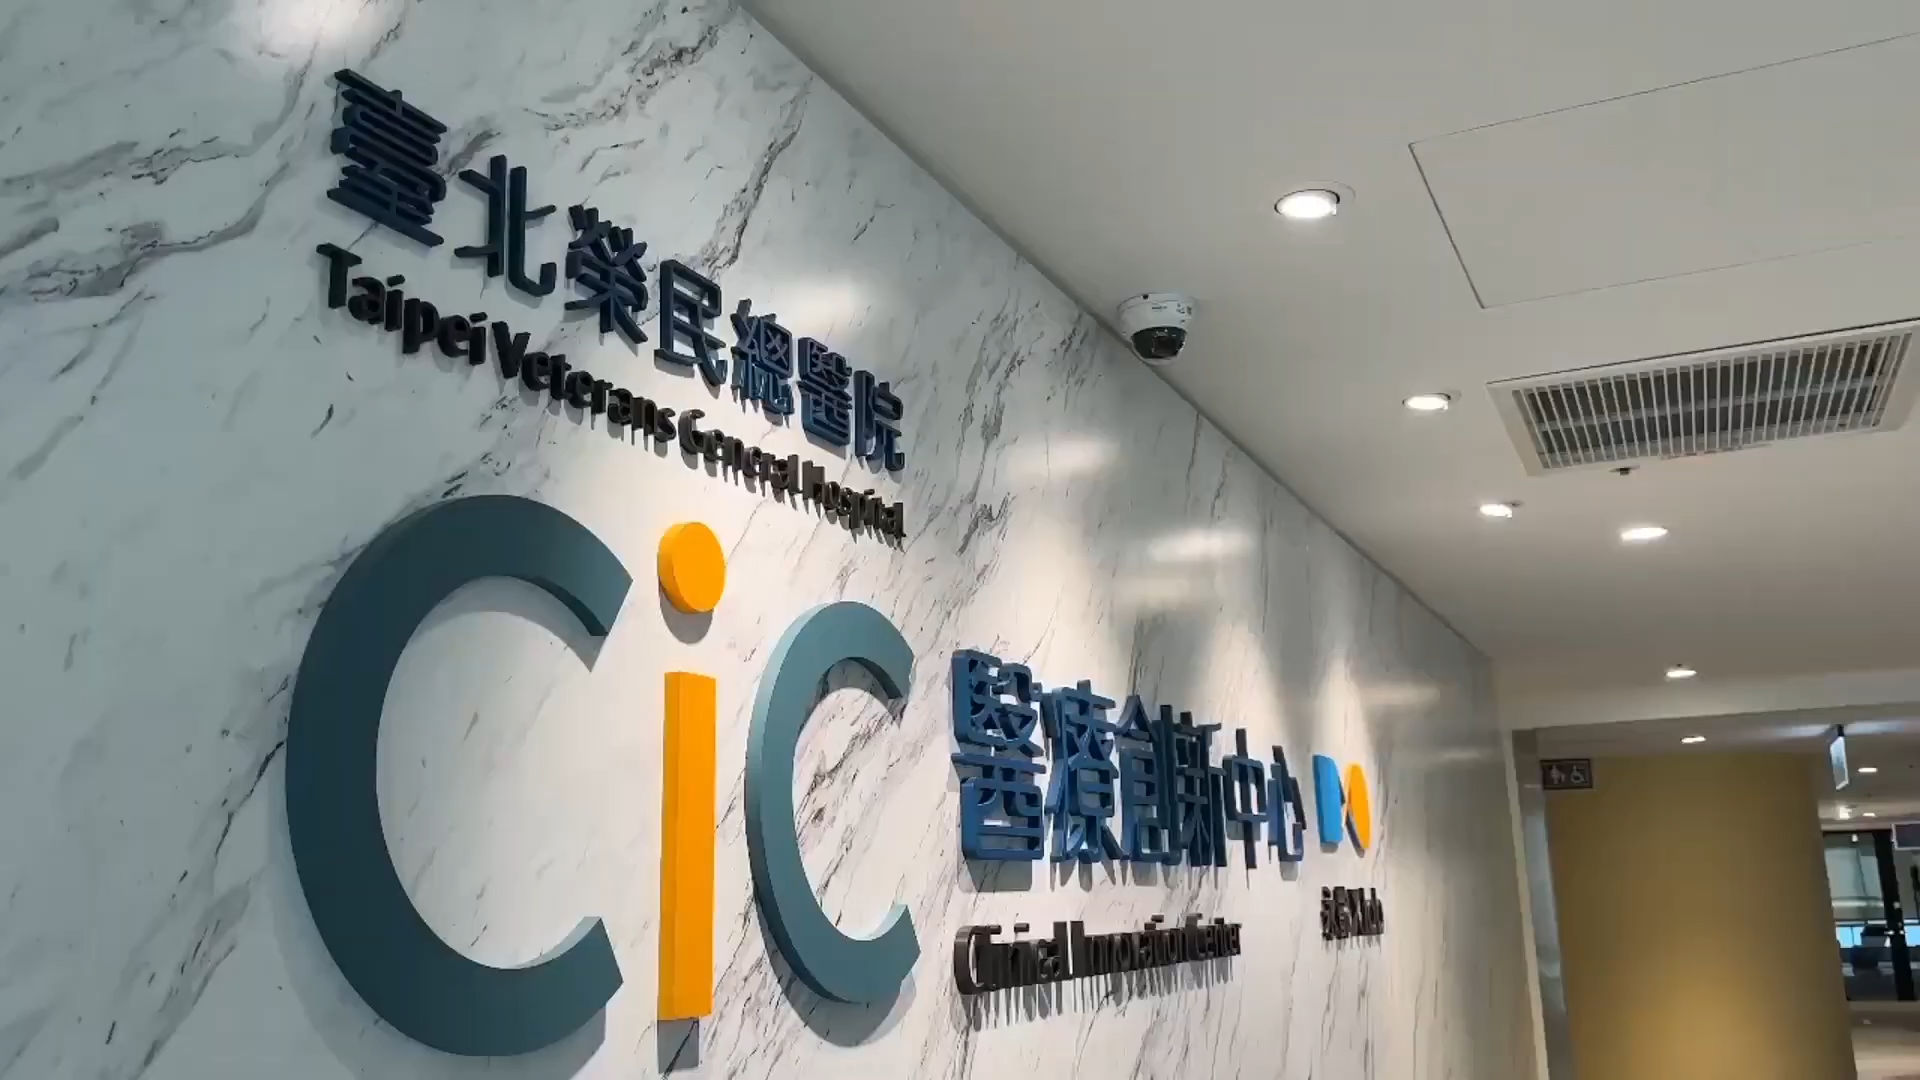 臺北榮民總醫院
Taipei Veterans General Hospital
Cic
醫療創新中心
Clinical Innovation Center